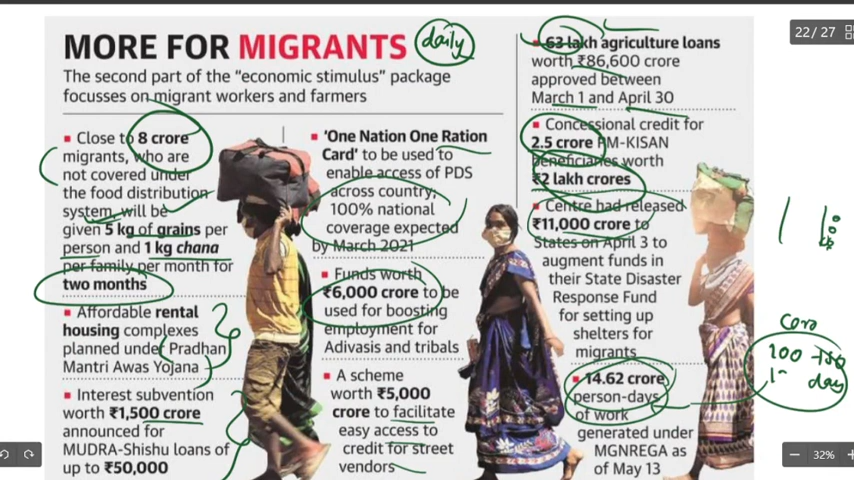 MORE FOR MIGRANTS
daily
The second part of the "economic stimulus" package
focusses on migrant workers and farmers
Close to 8 crore
migrants, who are
not covered under
the food distribution
system, will be
given 5 kg of grains per
person and 1 kg chana
per family per month for
two months
Affordable rental
housing complexes
planned under Pradhan
Mantri Awas Yojana
Interest subvention
worth ₹1,500 crore
announced for
MUDRA-Shishu loans of
up to ₹50,000
'One Nation One Ration
Card' to be used to
enable access of PDS
across country;
100% national
coverage expected
by March 2021
Funds worth
₹6,000 crore to be
used for boosting
employment for
Adivasis and tribals
A scheme
worth ₹5,000
crore to facilitate
easy access to
credit for street
vendors
63 lakh agriculture loans
worth ₹86,600 crore
approved between
March 1 and April 30
Concessional credit for
2.5 crore PM-KISAN
beneficiaries worth
₹2 lakh crores
Centre had released
₹11,000 crore to
States on April 3 to
augment funds in
their State Disaster
Response Fund
for setting up
shelters for
migrants
14.62 crore
person-days
of work
generated under
MGNREGA as
of May 13
22/27
100
day
32%